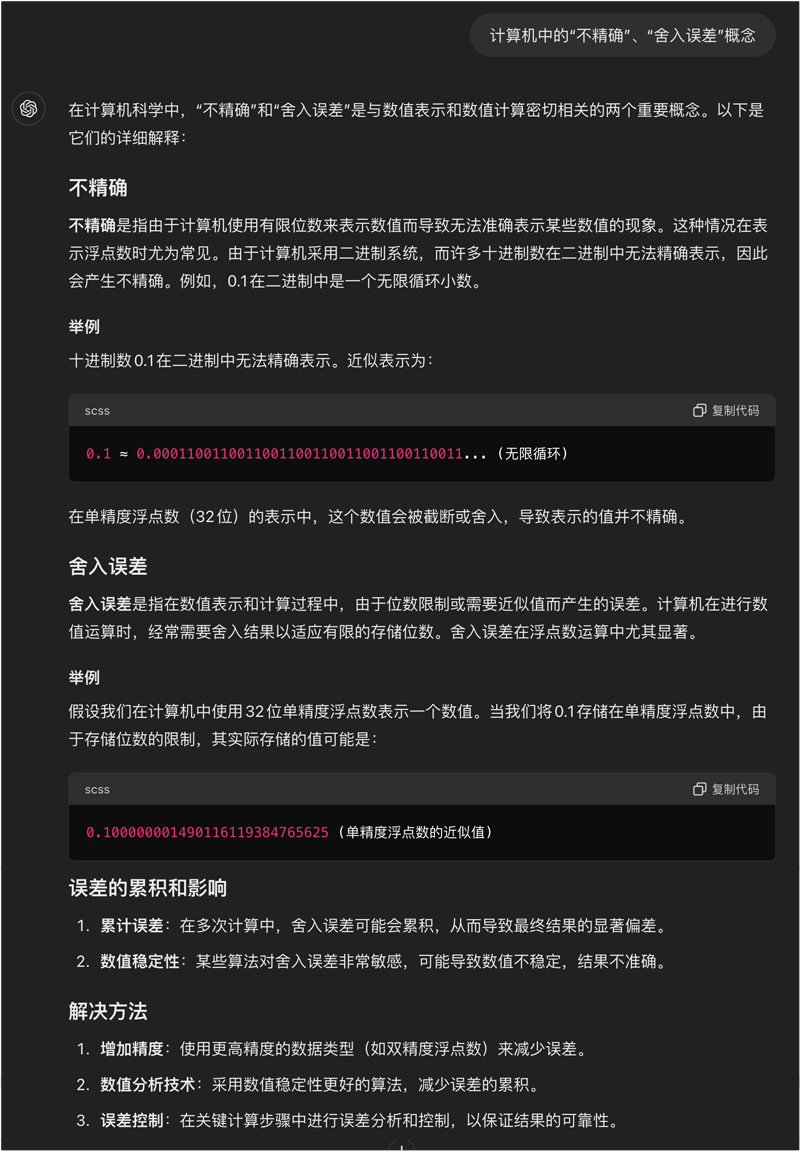 计算机中的“不精确”、“舍入误差”概念
在计算机科学中，“不精确”和“舍入误差”是与数值表示和数值计算密切相关的两个重要概念。以下是
它们的详细解释：
不精确
不精确是指由于计算机使用有限位数来表示数值而导致无法准确表示某些数值的现象。这种情况在表
示浮点数时尤为常见。由于计算机采用二进制系统，而许多十进制数在二进制中无法精确表示，因此
会产生不精确。例如，0.1在二进制中是一个无限循环小数。
举例
十进制数 0.1 在二进制中无法精确表示。近似表示为：
scss
复制代码
0.1 ≈ 0.0001100110011001100110011001100110011... (无限循环)
在单精度浮点数（32 位）的表示中，这个数值会被截断或舍入，导致表示的值并不精确。
舍入误差
舍入误差是指在数值表示和计算过程中，由于位数限制或需要近似值而产生的误差。计算机在进行数
值运算时，经常需要舍入结果以适应有限的存储位数。舍入误差在浮点数运算中尤其显著。
举例
假设我们在计算机中使用 32 位单精度浮点数表示一个数值。当我们将 0.1 存储在单精度浮点数中，由
于存储位数的限制，其实际存储的值可能是：
scss
复制代码
0.100000001490116119384765625 (单精度浮点数的近似值)
误差的累积和影响
1. 累计误差：在多次计算中，舍入误差可能会累积，从而导致最终结果的显著偏差。
2. 数值稳定性：某些算法对舍入误差非常敏感，可能导致数值不稳定，结果不准确。
解决方法
1. 增加精度：使用更高精度的数据类型（如双精度浮点数）来减少误差。
2. 数值分析技术：采用数值稳定性更好的算法，减少误差的累积。
3. 误差控制：在关键计算步骤中进行误差分析和控制，以保证结果的可靠性。